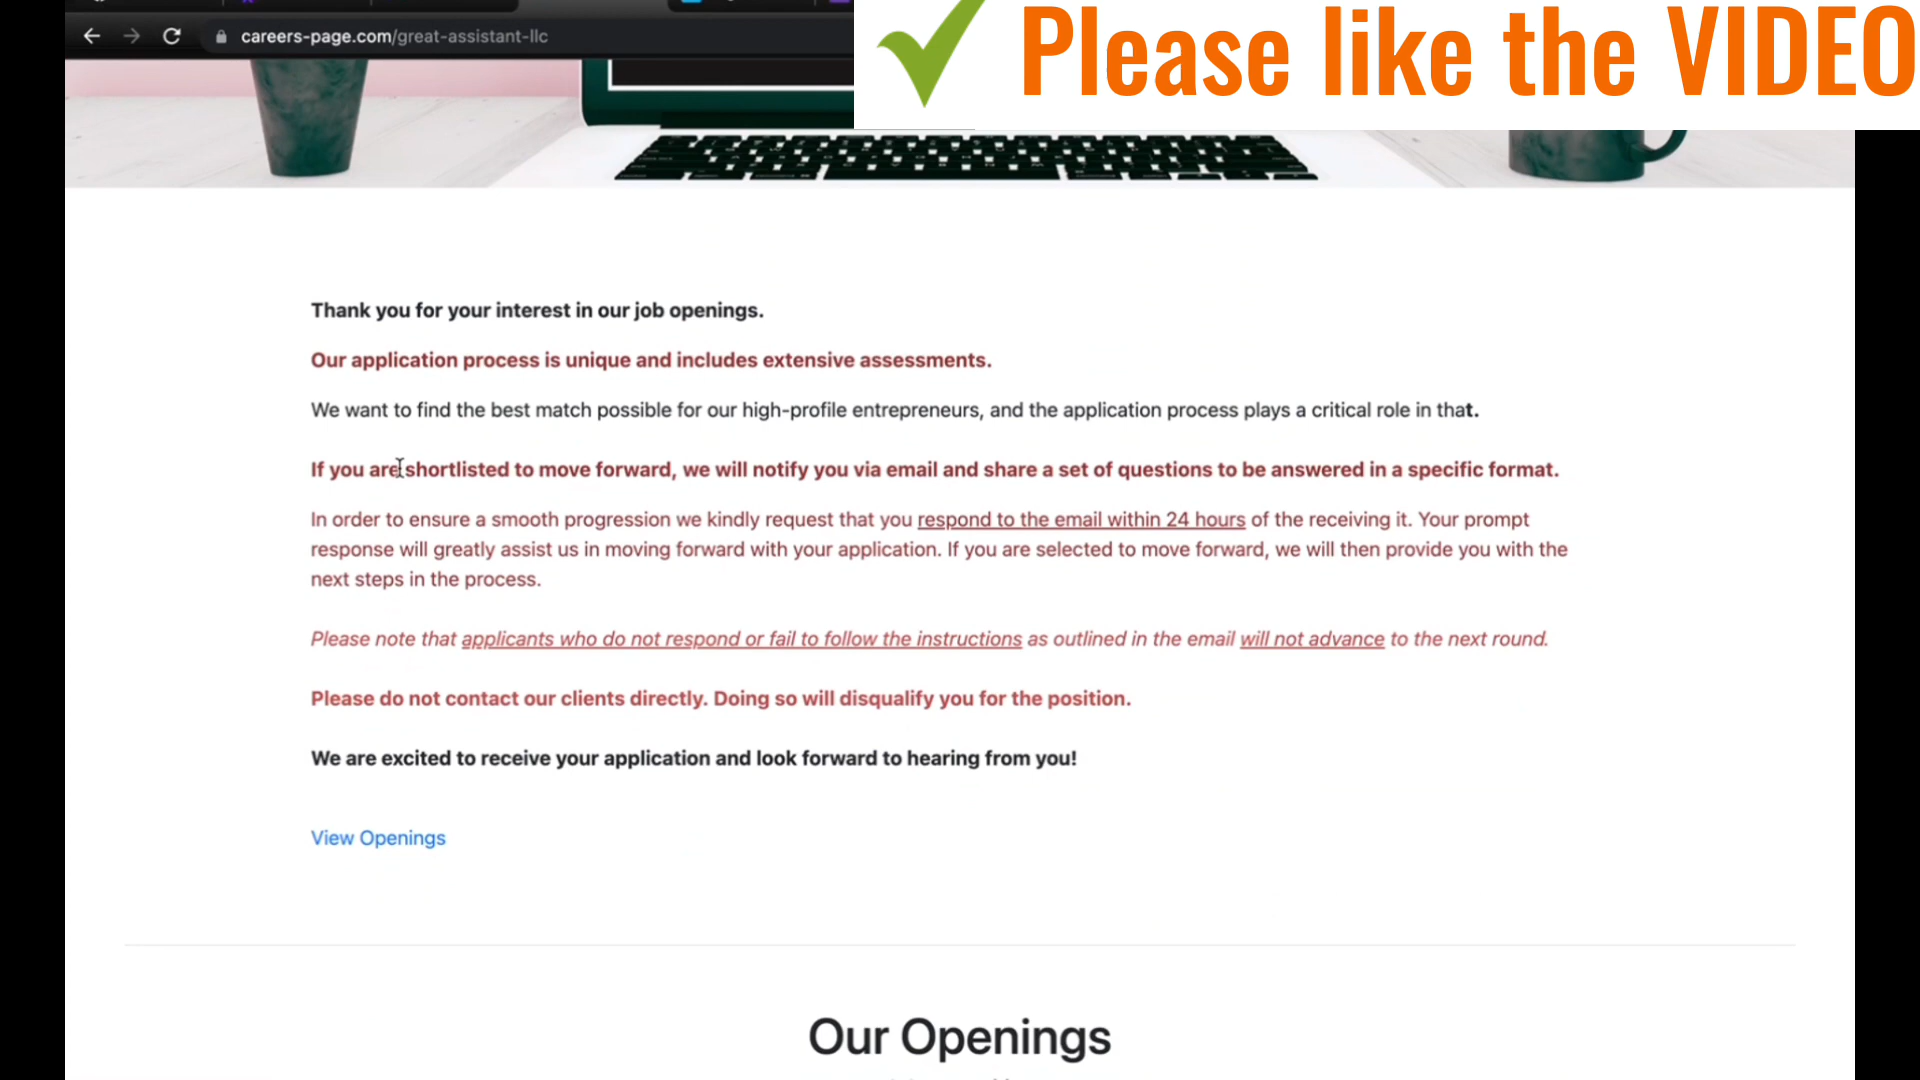 careers-page.com/great-assistant-llc
Please like the VIDEO
Thank you for your interest in our job openings.
Our application process is unique and includes extensive assessments.
We want to find the best match possible for our high-profile entrepreneurs, and the application process plays a critical role in that.
If you are shortlisted to move forward, we will notify you via email and share a set of questions to be answered in a specific format.
In order to ensure a smooth progression we kindly request that you respond to the email within 24 hours of the receiving it. Your prompt
response will greatly assist us in moving forward with your application. If you are selected to move forward, we will then provide you with the
next steps in the process.
Please note that applicants who do not respond or fail to follow the instructions as outlined in the email will not advance to the next round.
Please do not contact our clients directly. Doing so will disqualify you for the position.
We are excited to receive your application and look forward to hearing from you!
View Openings
Our Openings